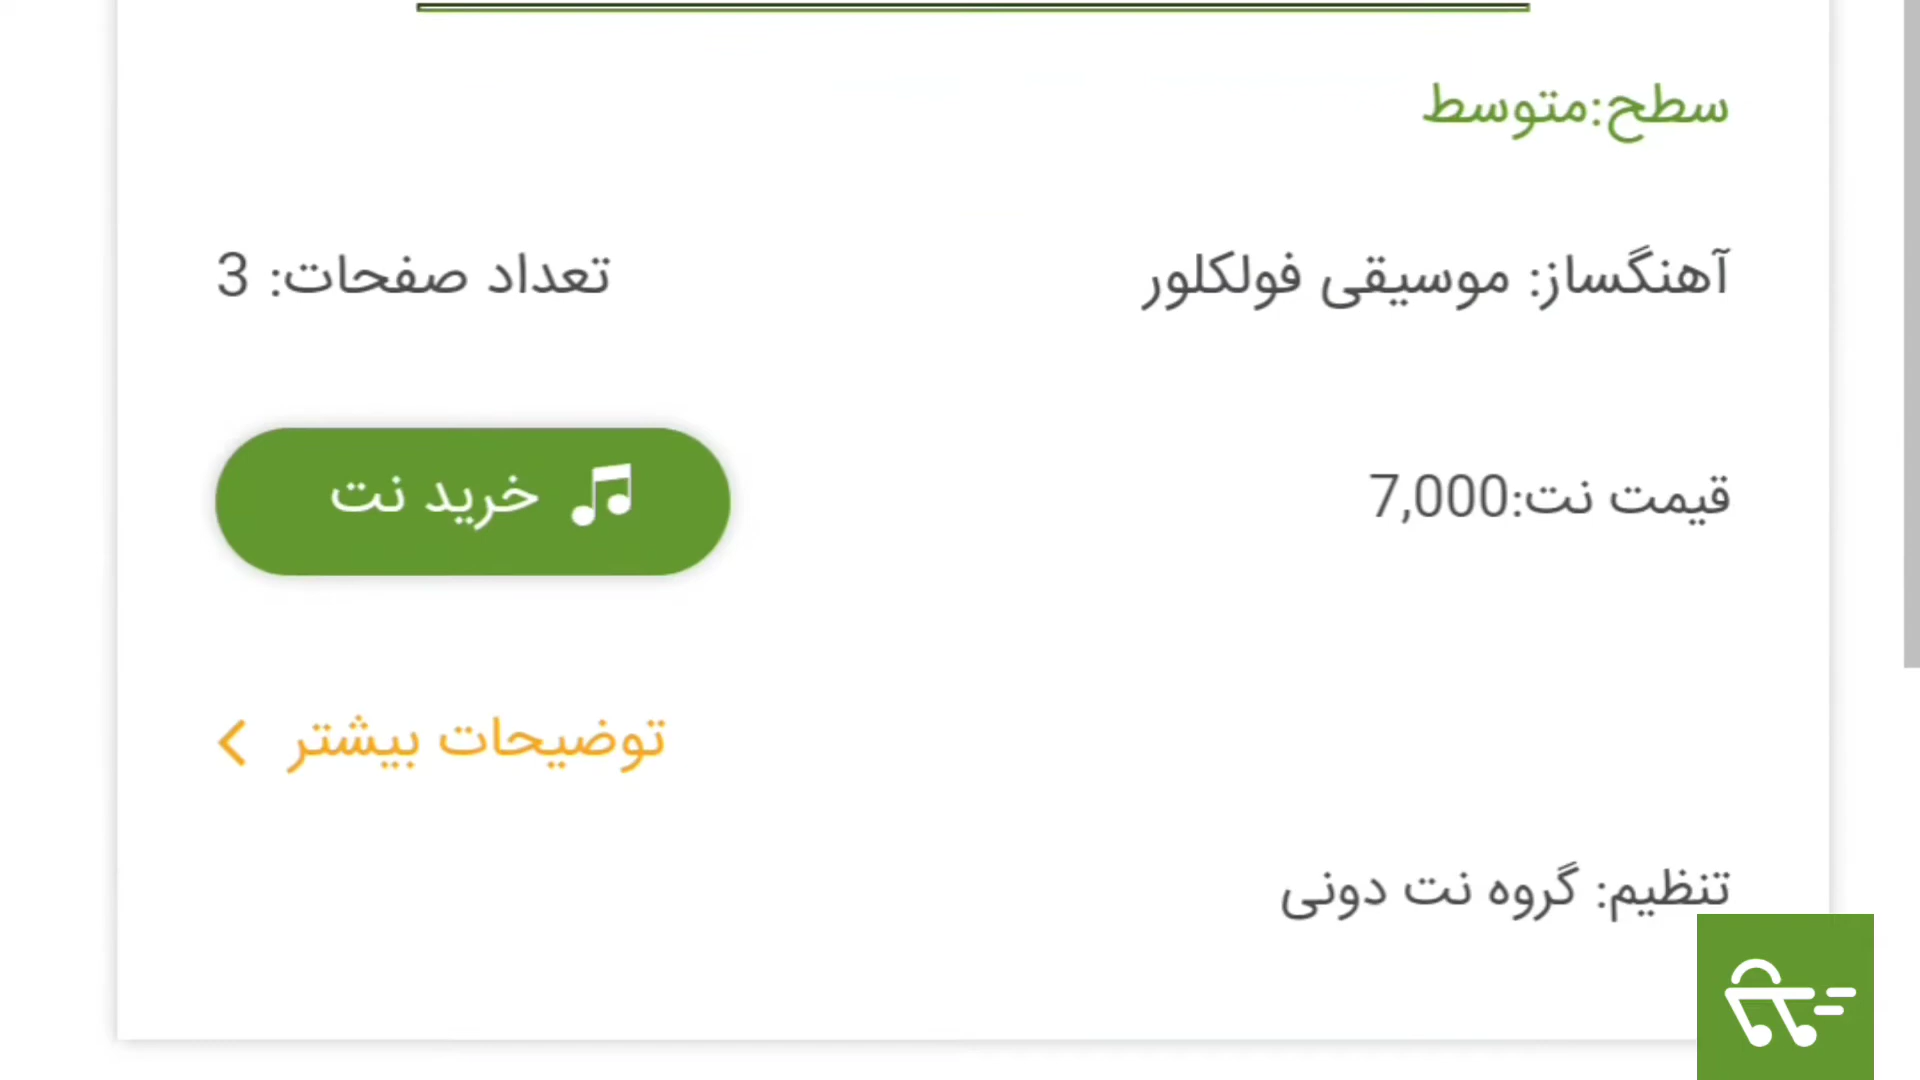 سطح:متوسط
آهنگساز: موسیقی فولکلور
تعداد صفحات: 3
قیمت نت:7,000
خرید نت
توضیحات بیشتر
تنظیم: گروه نت دونی